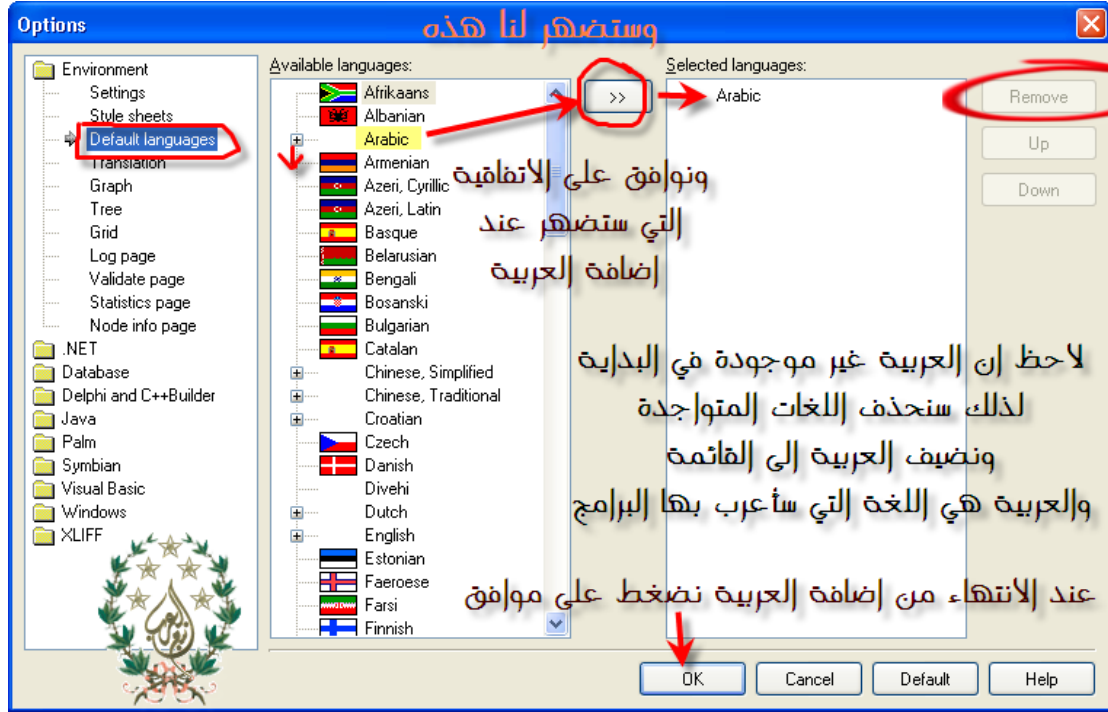 Options
وستضهر لنا هذه
Environment
Settings
Style sheets
Default languages
Translation
Graph
Tree
Grid
Log page
Validate page
Statistics page
Node info page
.NET
Database
Delphi and C++Builder
Java
Palm
Symbian
Visual Basic
Windows
XLIFF
Available languages:
Afrikaans
Albanian
Arabic
Armenian
Azeri, Cyrillic
Azeri, Latin
Basque
Belarusian
Bengali
Bosanski
Bulgarian
Catalan
Chinese, Simplified
Chinese, Traditional
Croatian
Czech
Danish
Divehi
Dutch
English
Estonian
Faeroese
Farsi
Finnish
>>
Selected languages:
Arabic
Remove
Up
Down
ونوافق على الاتفاقية
التي ستضهر عند
إضافة العربية
لاحظ إن العربية غير موجودة في البداية
لذلك سنحذف اللغات المتواجدة
ونضيف العربية إلى القائمة
والعربية هي اللغة التي سأعرب بها البرامج
عند الانتهاء من إضافة العربية نضغط على موافق
OK
Cancel
Default
Help